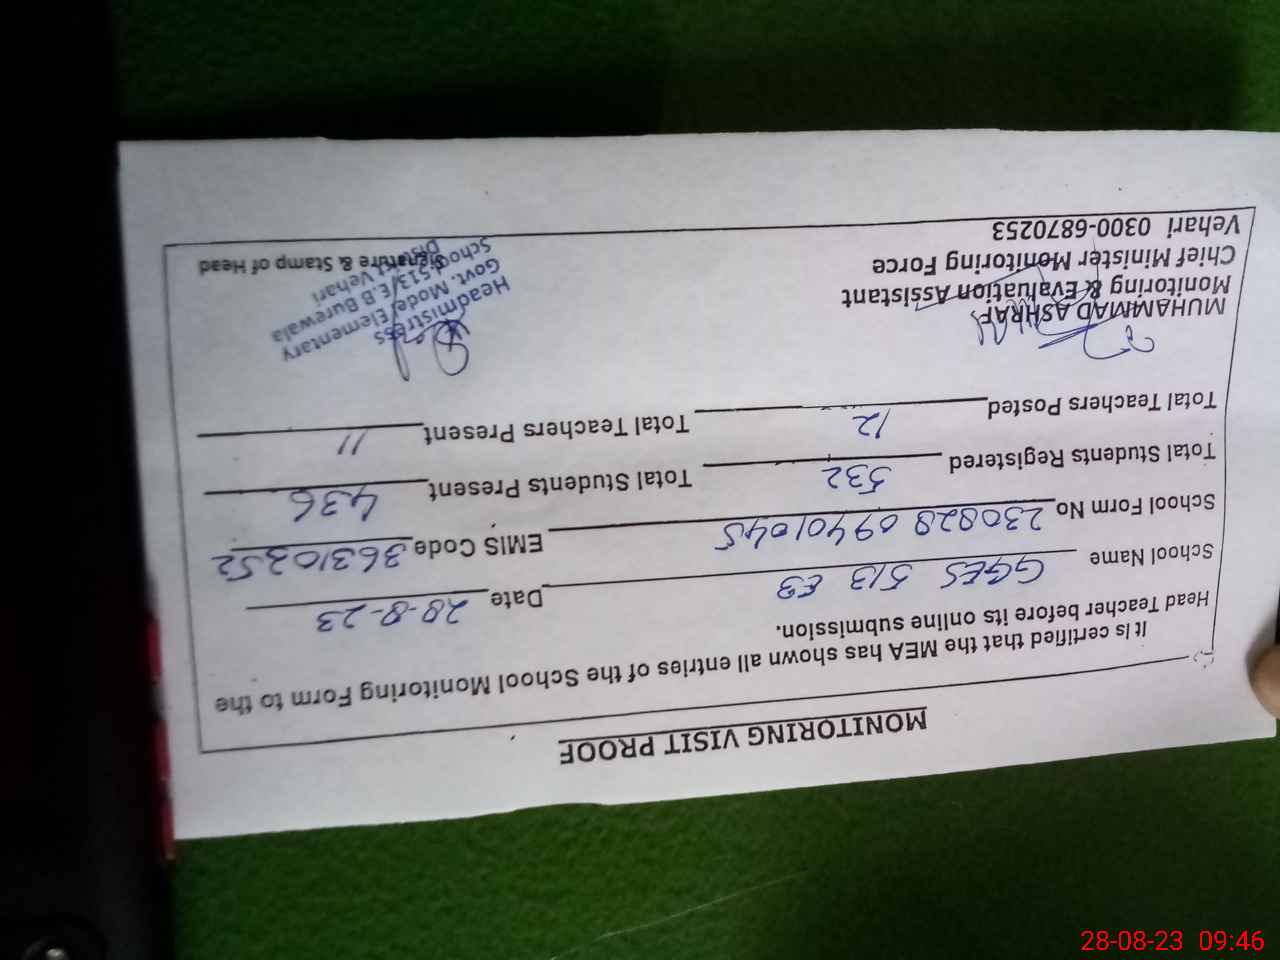 MONITORING VISIT PROOF
It is certified that the MEA has shown all entries of the School Monitoring Form to the
Head Teacher before its online submission.
School Name GGES 513 EB Date 28-8-23
School Form No 230828 09401045 EMIS Code 36310252
Total Students Registered 532 Total Students Present 436
Total Teachers Posted 12 Total Teachers Present 11
MUHAMMAD ASHRAF
Monitoring & Evaluation Assistant
Chief Minister Monitoring Force
Vehari 0300-6870253
Headmistress
Govt. Model Elementary
School 513/E.B Burewala
Distt Vehari
Signature & Stamp of Head
28-08-23 09:46